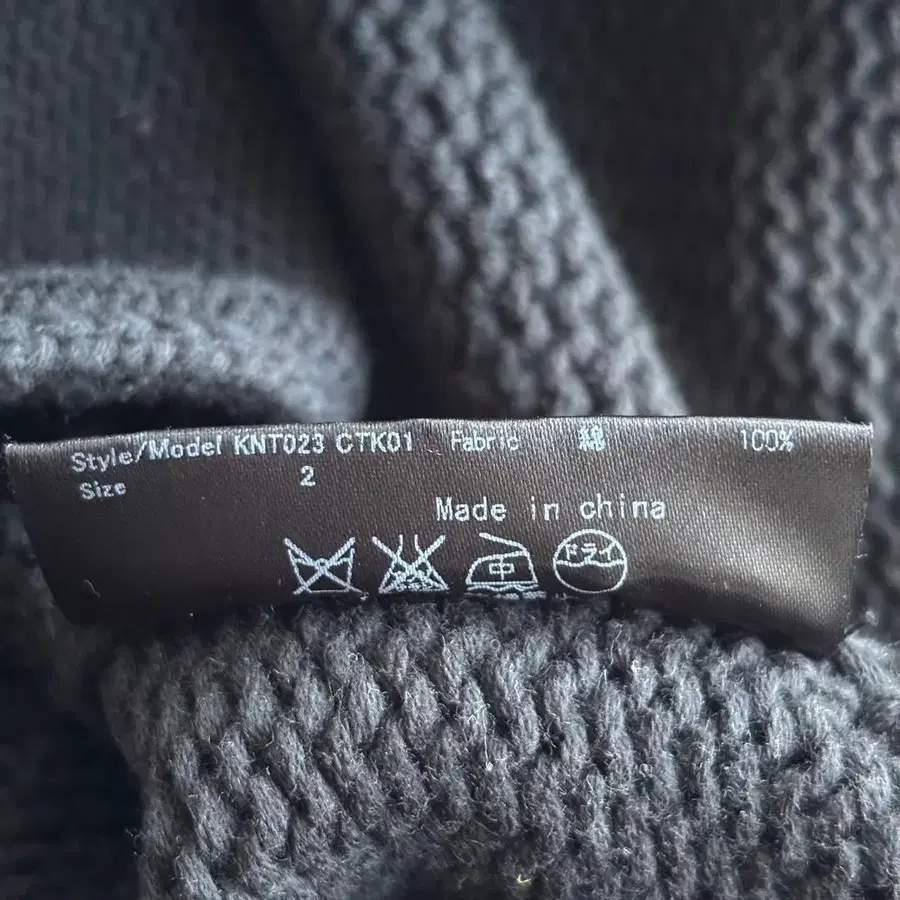 Style/Model KNT023 CTK01 Fabric 綿 100%
Size 2
Made in china
中 ドライ